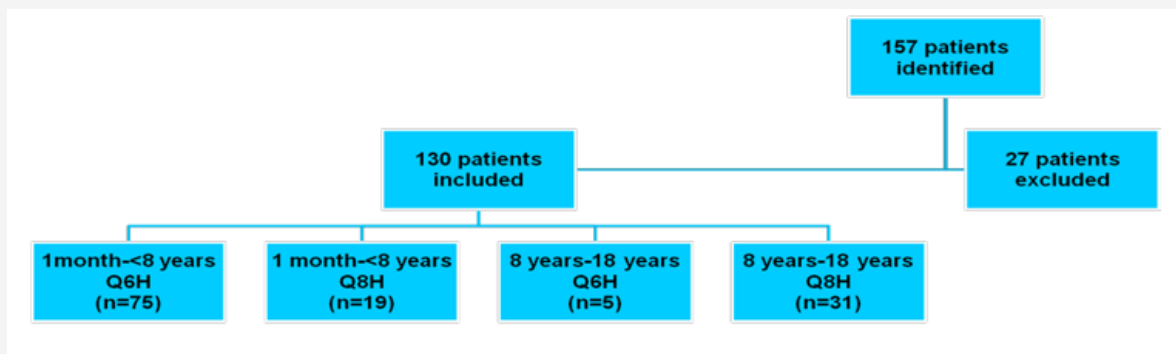 157 patients
identified
130 patients
included
27 patients
excluded
1month-<8 years
Q6H
(n=75)
1 month-<8 years
Q8H
(n=19)
8 years-18 years
Q6H
(n=5)
8 years-18 years
Q8H
(n=31)